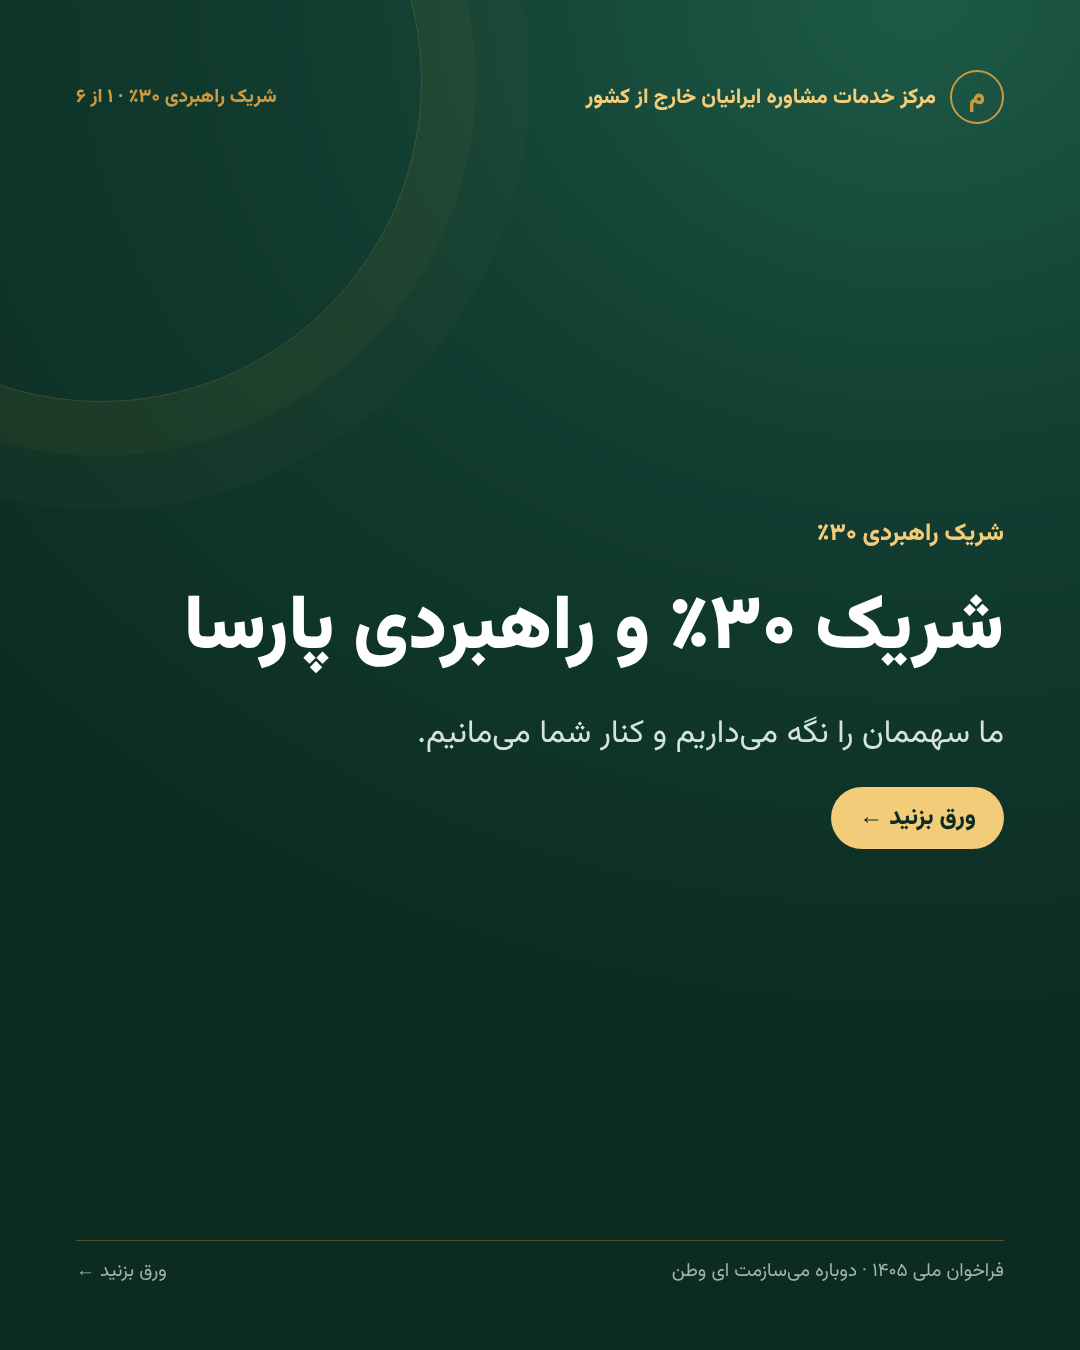 م
مرکز خدمات مشاوره ایرانیان خارج از کشور
شریک راهبردی ۳۰٪ · ۱ از ۶
شریک راهبردی ۳۰٪
شریک ۳۰٪ و راهبردی پارسا
ما سهممان را نگه می‌داریم و کنار شما می‌مانیم.
ورق بزنید ←
فراخوان ملی ۱۴۰۵ · دوباره می‌سازمت ای وطن
ورق بزنید ←